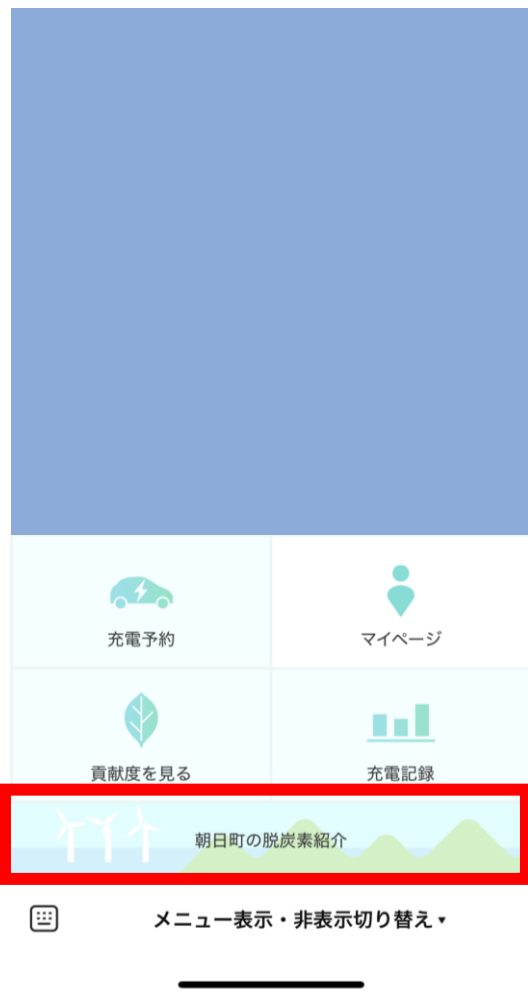 充電予約
マイページ
貢献度を見る
充電記録
朝日町の脱炭素紹介
メニュー表示・非表示切り替え▾